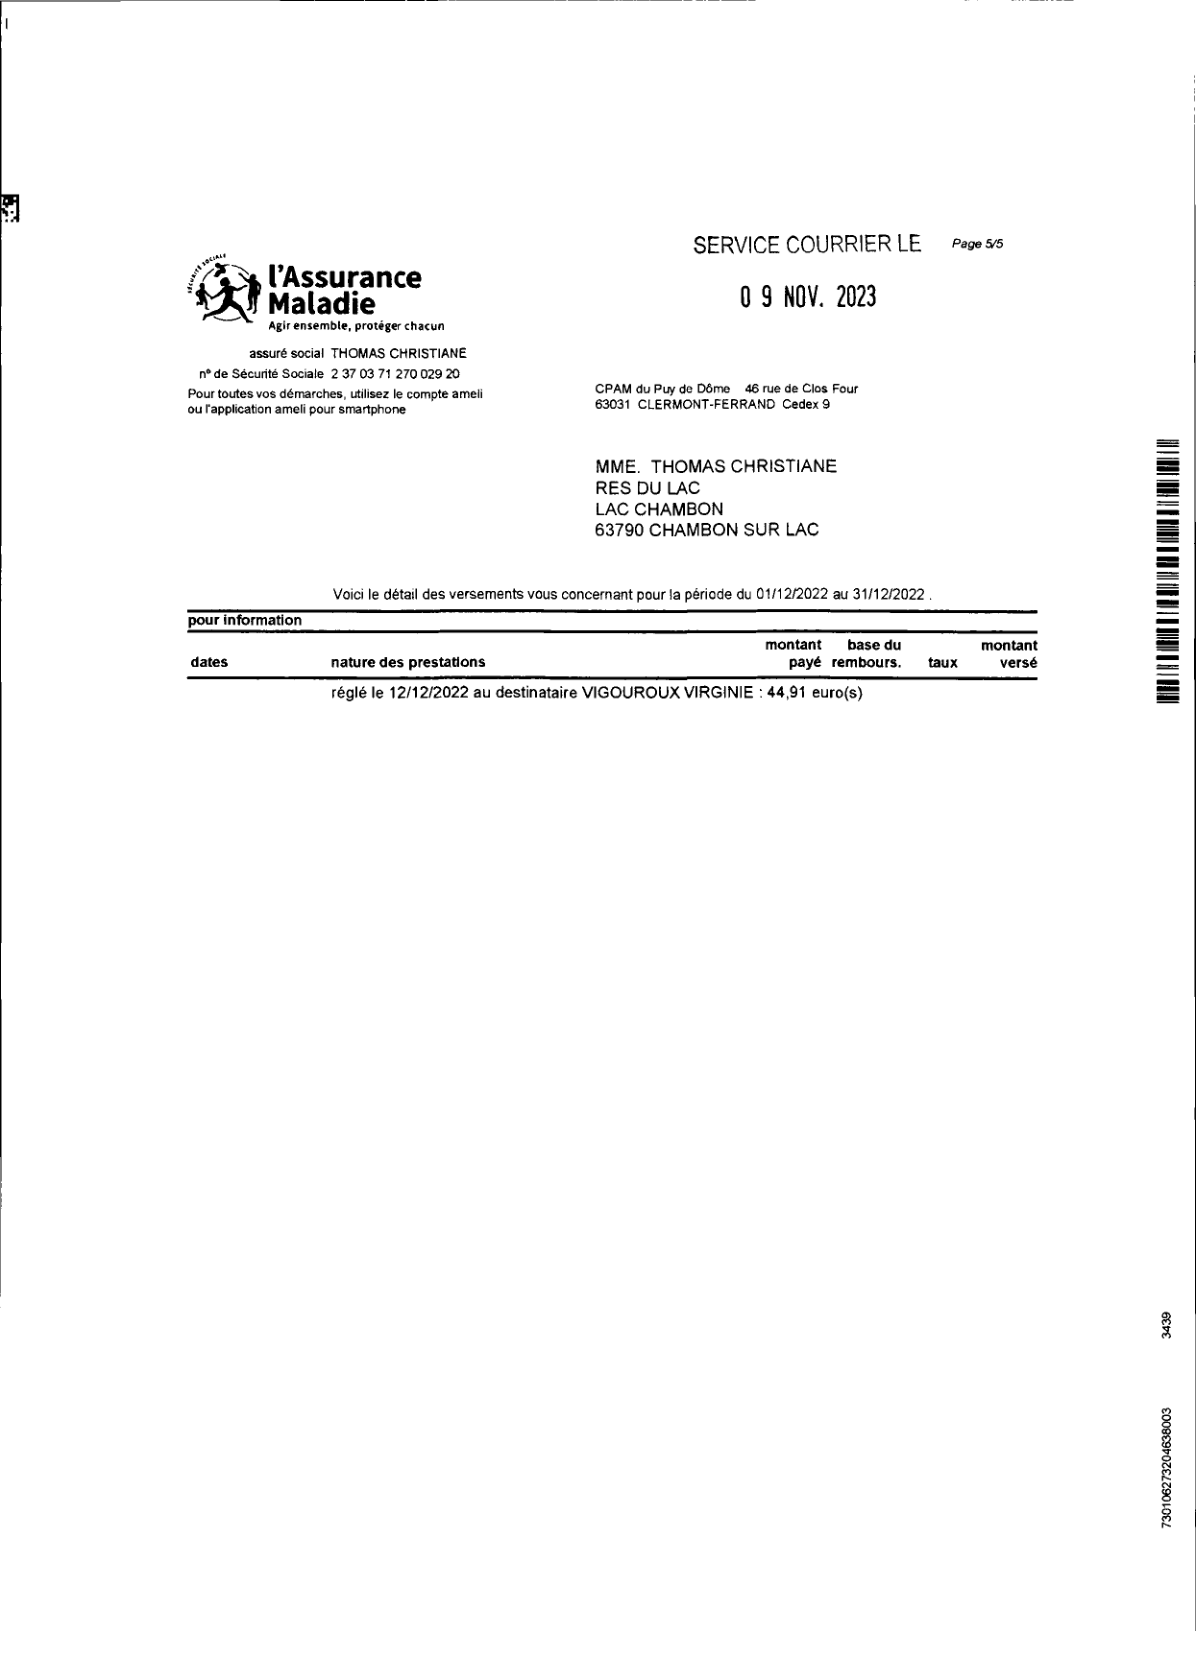 SERVICE COURRIER LE Page 5/5
0 9 NOV. 2023
SÉCURITÉ SOCIALE
l'Assurance
Maladie
Agir ensemble, protéger chacun
assuré social THOMAS CHRISTIANE
n° de Sécurité Sociale 2 37 03 71 270 029 20
Pour toutes vos démarches, utilisez le compte ameli
ou l'application ameli pour smartphone
CPAM du Puy de Dôme 46 rue de Clos Four
63031 CLERMONT-FERRAND Cedex 9
MME. THOMAS CHRISTIANE
RES DU LAC
LAC CHAMBON
63790 CHAMBON SUR LAC
Voici le détail des versements vous concernant pour la période du 01/12/2022 au 31/12/2022 .
pour information
montant base du montant
dates nature des prestations payé rembours. taux versé
réglé le 12/12/2022 au destinataire VIGOUROUX VIRGINIE : 44,91 euro(s)
3439
730106273204638003